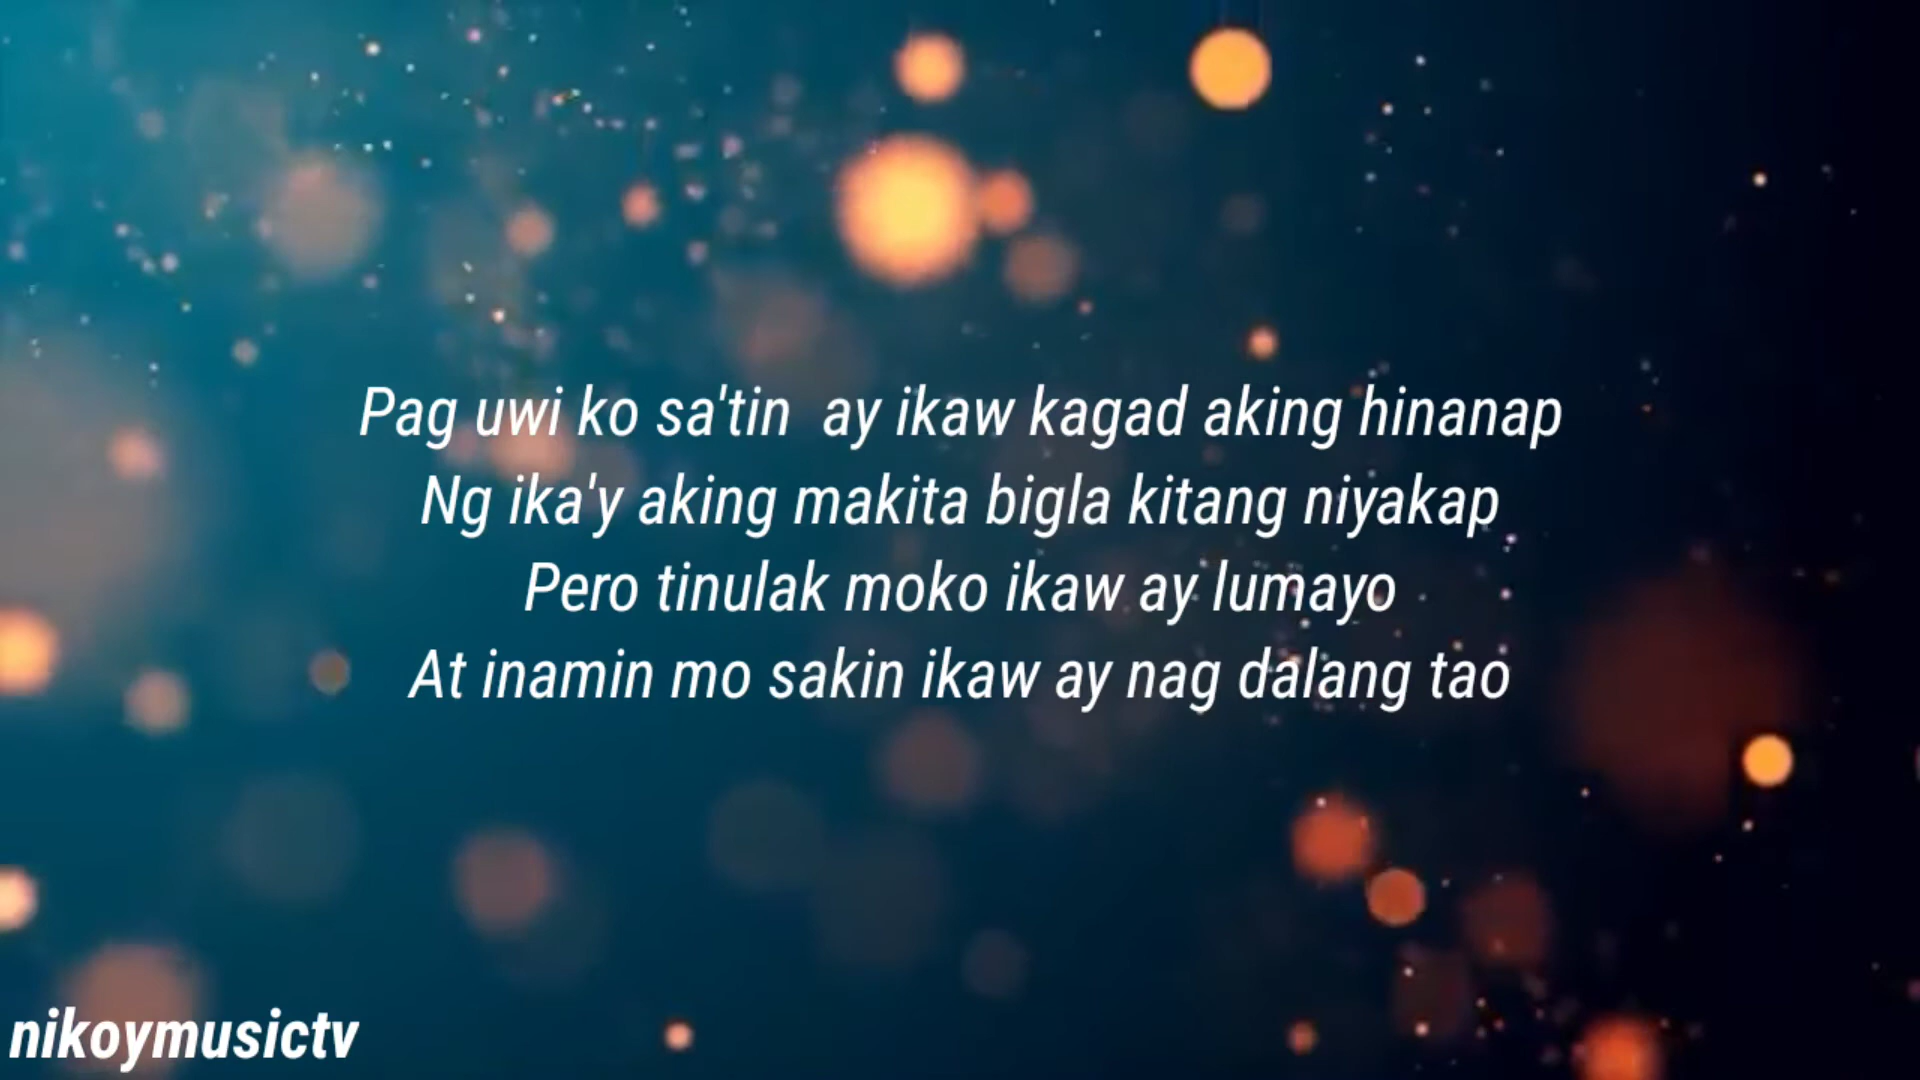 Pag uwi ko sa'tin ay ikaw kagad aking hinanap
Ng ika'y aking makita bigla kitang niyakap
Pero tinulak moko ikaw ay lumayo
At inamin mo sakin ikaw ay nag dalang tao
nikoymusictv